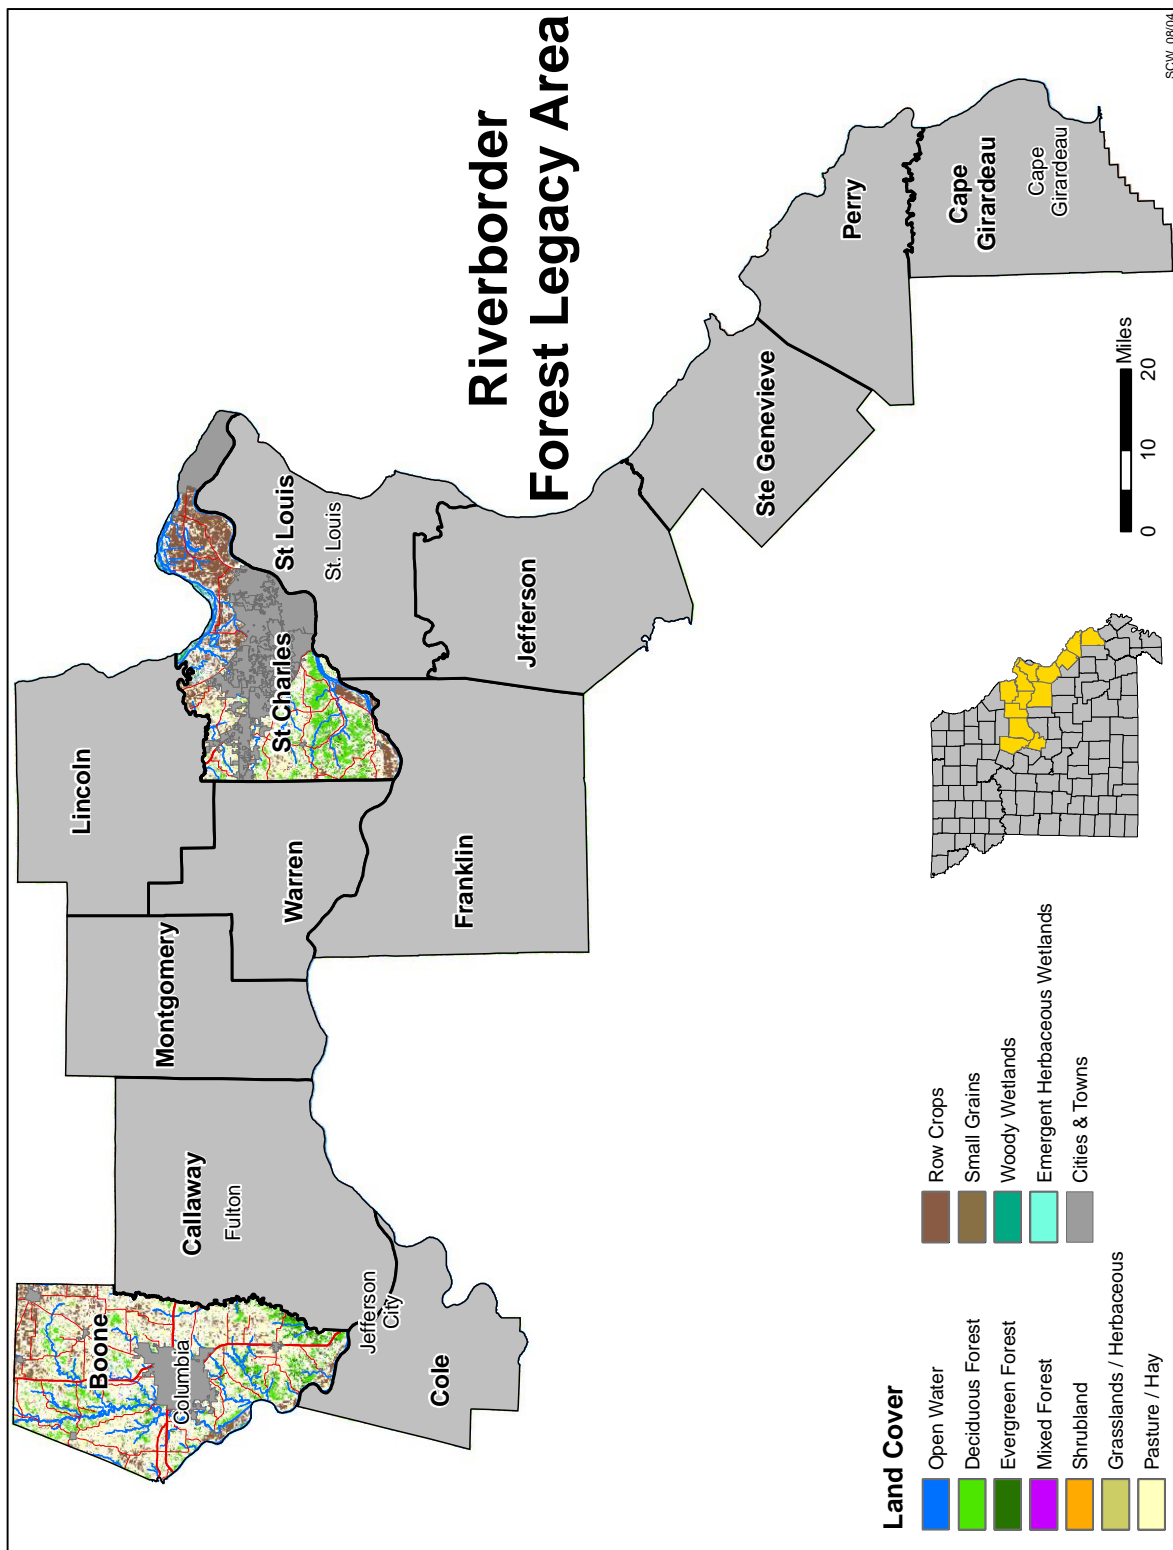 Riverborder
Forest Legacy Area
Boone
Columbia
Callaway
Fulton
Jefferson
City
Cole
Montgomery
Lincoln
Warren
Franklin
St Charles
St Louis
St. Louis
Jefferson
Ste Genevieve
Perry
Cape
Girardeau
Cape
Girardeau
Land Cover
Open Water
Deciduous Forest
Evergreen Forest
Mixed Forest
Shrubland
Grasslands / Herbaceous
Pasture / Hay
Row Crops
Small Grains
Woody Wetlands
Emergent Herbaceous Wetlands
Cities & Towns
0 10 20
Miles
SCW_08/04